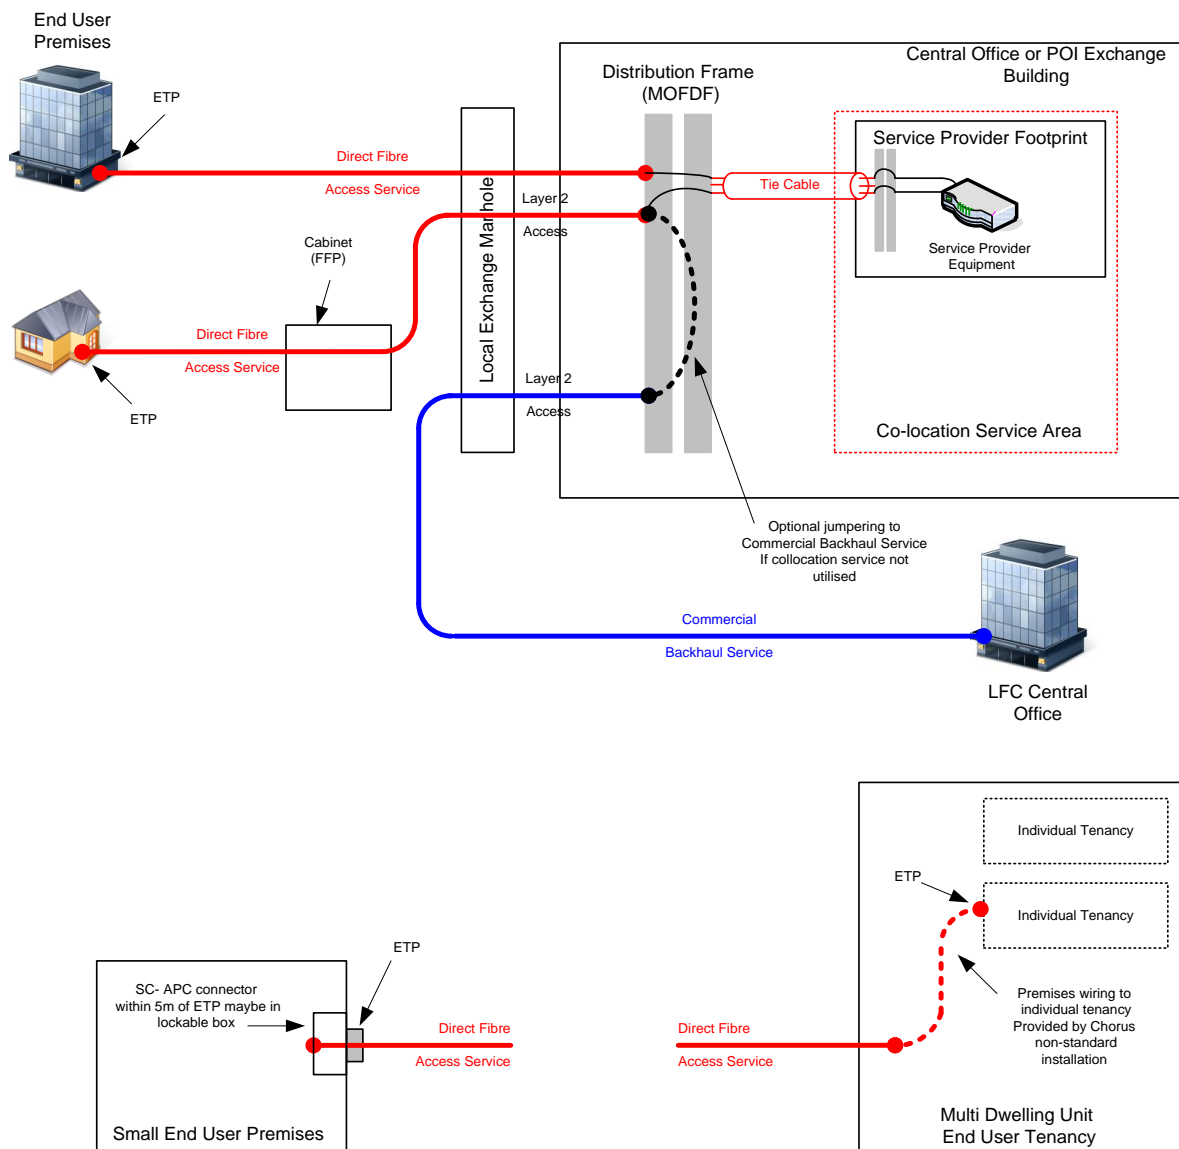 End User
Premises
ETP
Central Office or POI Exchange
Building
Distribution Frame
(MOFDF)
Service Provider Footprint
Direct Fibre
Access Service
Tie Cable
Layer 2
Access
Cabinet
(FFP)
Local Exchange Manhole
Service Provider
Equipment
Direct Fibre
Access Service
ETP
Layer 2
Access
Co-location Service Area
Optional jumpering to
Commercial Backhaul Service
If collocation service not
utilised
Commercial
Backhaul Service
LFC Central
Office
Individual Tenancy
ETP
Individual Tenancy
ETP
SC- APC connector
within 5m of ETP maybe in
lockable box
Direct Fibre
Access Service
Direct Fibre
Access Service
Premises wiring to
individual tenancy
Provided by Chorus
non-standard
installation
Small End User Premises
Multi Dwelling Unit
End User Tenancy